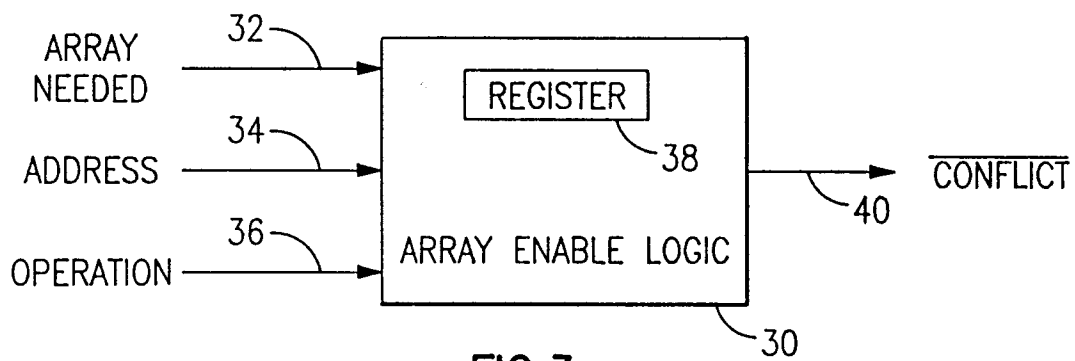 ARRAY
NEEDED
32
REGISTER
38
ADDRESS
34
CONFLICT
40
OPERATION
36
ARRAY ENABLE LOGIC
30